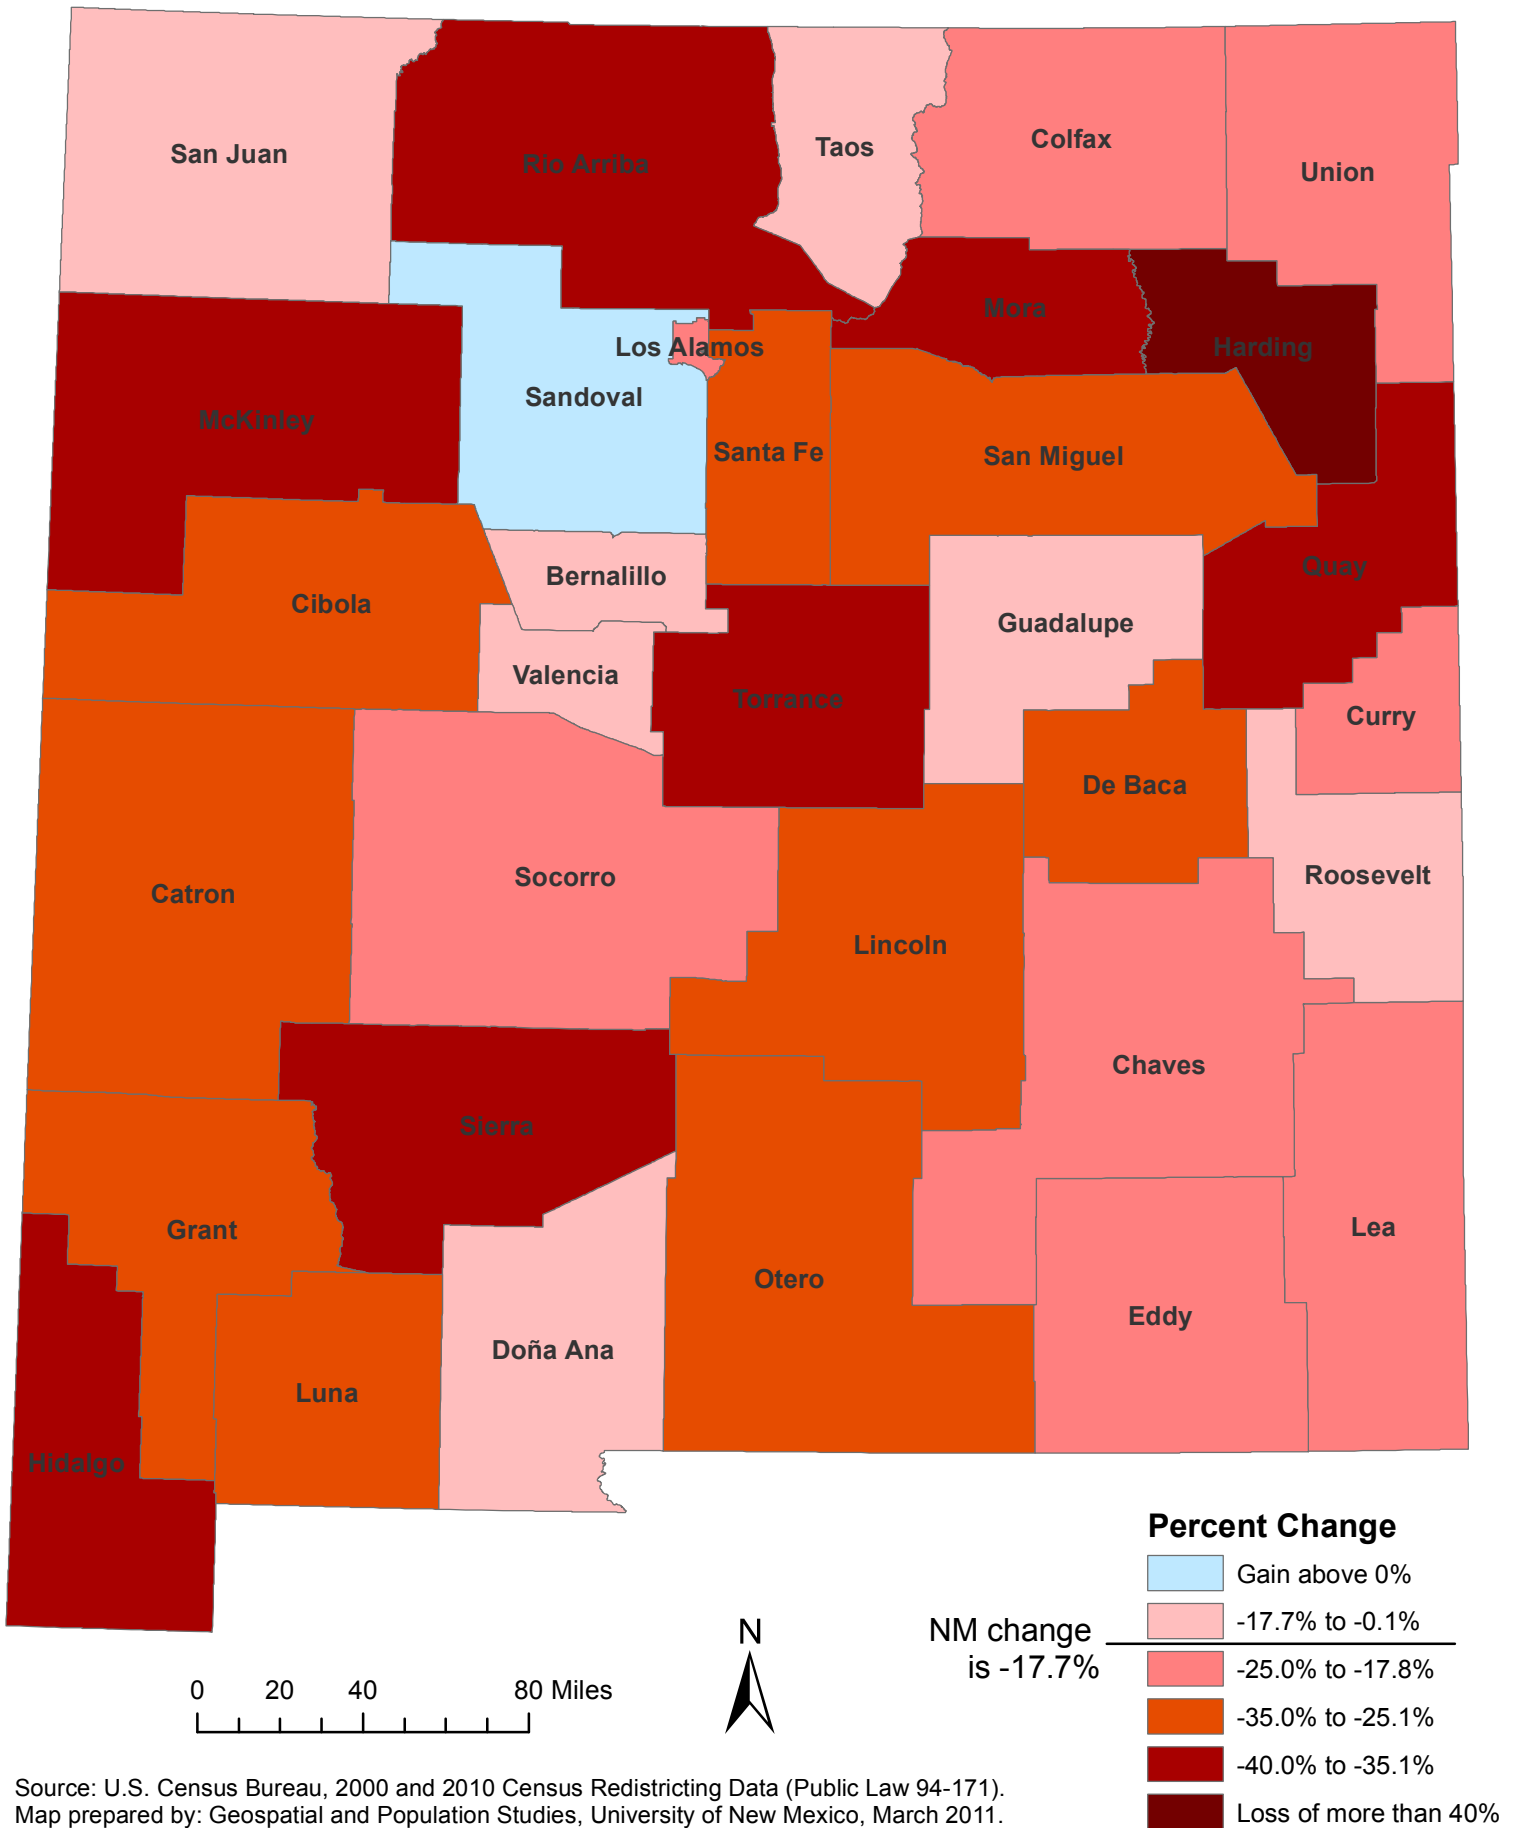 San Juan
Rio Arriba
Taos
Colfax
Union
Mora
Harding
Los Alamos
Sandoval
McKinley
Santa Fe
San Miguel
Quay
Bernalillo
Cibola
Guadalupe
Valencia
Torrance
Curry
De Baca
Roosevelt
Socorro
Catron
Lincoln
Chaves
Sierra
Grant
Lea
Otero
Eddy
Doña Ana
Luna
Hidalgo
Percent Change
Gain above 0%
-17.7% to -0.1%
NM change
is -17.7%
-25.0% to -17.8%
-35.0% to -25.1%
-40.0% to -35.1%
Loss of more than 40%
N
0 20 40 80 Miles
Source: U.S. Census Bureau, 2000 and 2010 Census Redistricting Data (Public Law 94-171).
Map prepared by: Geospatial and Population Studies, University of New Mexico, March 2011.